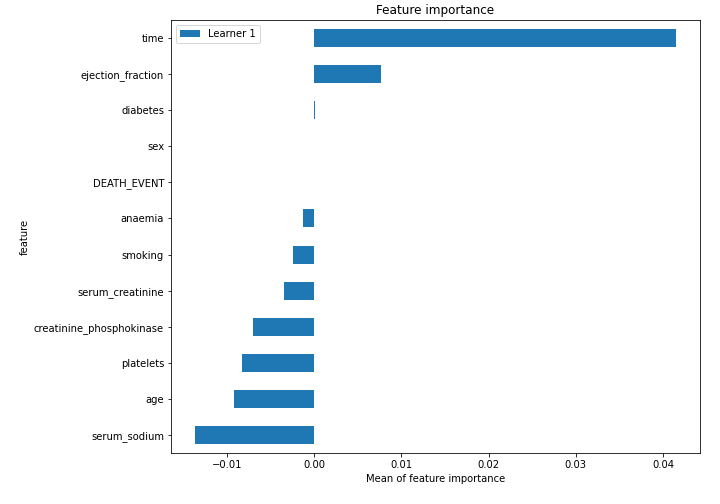 Feature importance
Learner 1
time
ejection_fraction
diabetes
sex
DEATH_EVENT
anaemia
smoking
serum_creatinine
creatinine_phosphokinase
platelets
age
serum_sodium
feature
−0.01 0.00 0.01 0.02 0.03 0.04
Mean of feature importance